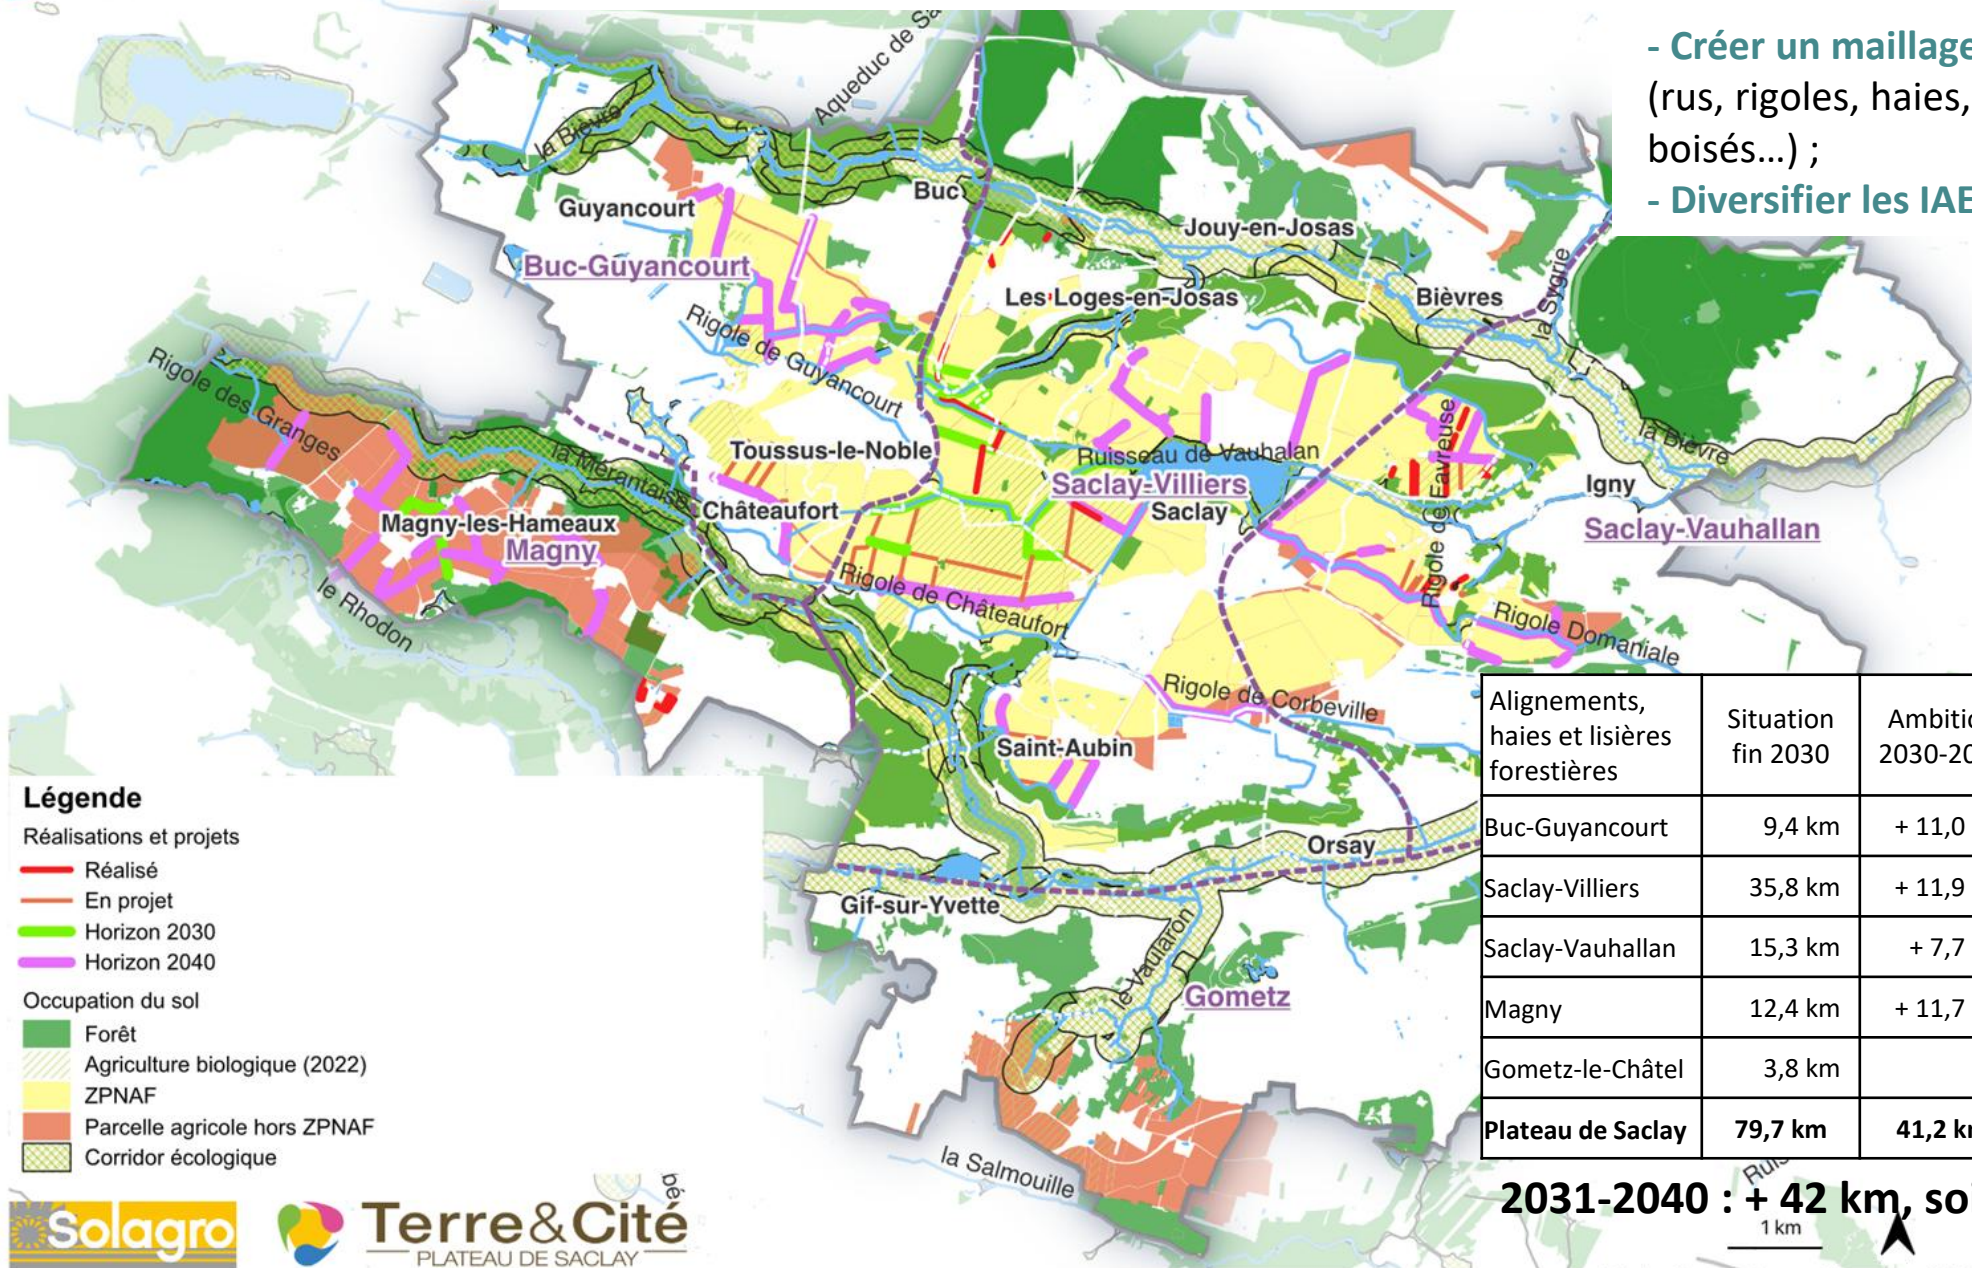 - Créer un maillage
(rus, rigoles, haies,
boisés...) ;
- Diversifier les IAE
Aqueduc de Sa
la Bièvre
Buc
Guyancourt
Jouy-en-Josas
Buc-Guyancourt
la Sygrie
Les Loges-en-Josas
Bièvres
Rigole de Guyancourt
Rigole des Granges
Toussus-le-Noble
la Mérantaise
Ruisseau de Vauhalan
Rigole de Favreuse
la Bièvre
Saclay-Villiers
Igny
Saclay
Châteaufort
Magny-les-Hameaux
Magny
Saclay-Vauhallan
Rigole de Châteaufort
le Rhodon
Rigole Domaniale
Rigole de Corbeville
Saint-Aubin
Orsay
Gif-sur-Yvette
le Vaularon
Gometz
la Salmouille
Légende
Réalisations et projets
Réalisé
En projet
Horizon 2030
Horizon 2040
Occupation du sol
Forêt
Agriculture biologique (2022)
ZPNAF
Parcelle agricole hors ZPNAF
Corridor écologique
Alignements, haies et lisières forestières Situation fin 2030 Ambitio 2030-20
Buc-Guyancourt 9,4 km + 11,0
Saclay-Villiers 35,8 km + 11,9
Saclay-Vauhallan 15,3 km + 7,7
Magny 12,4 km + 11,7
Gometz-le-Châtel 3,8 km
Plateau de Saclay 79,7 km 41,2 k
Ruis
2031-2040 : + 42 km, soi
1 km
bé
Solagro
Terre&Cité
PLATEAU DE SACLAY